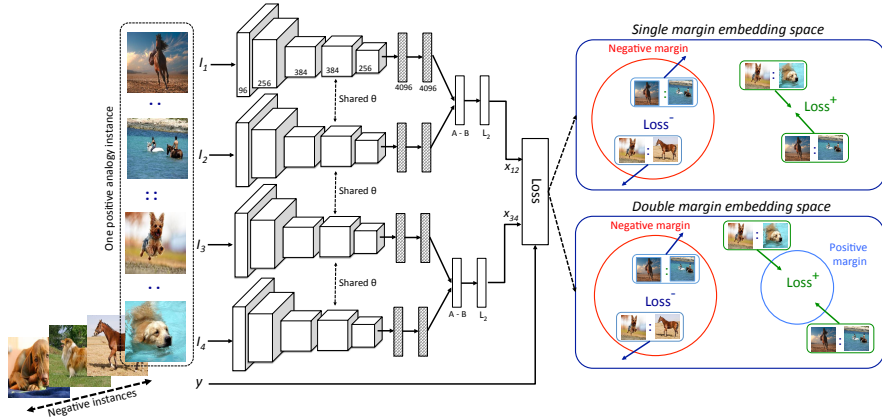 One positive analogy instance
: :
:: ::
: :
Negative instances
I1
I2
I3
I4
y
96
256
384
384
256
4096
4096
Shared θ
Shared θ
Shared θ
A - B
L2
A - B
L2
x12
x34
Loss
Single margin embedding space
Negative margin
:
Loss-
:
:
Loss+
:
Double margin embedding space
Negative margin
:
Loss-
:
:
Positive
margin
Loss+
: